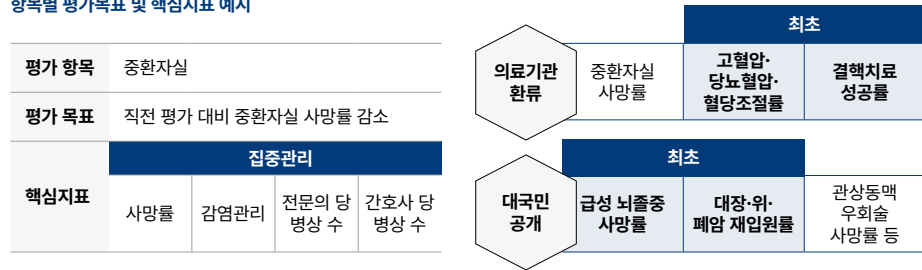 항목별 평가목표 및 핵심지표 예시
평가 항목
중환자실
평가 목표
직전 평가 대비 중환자실 사망률 감소
핵심지표
집중관리
사망률
감염관리
전문의 당
병상 수
간호사 당
병상 수
최초
의료기관
환류
중환자실
사망률
고혈압·
당뇨혈압·
혈당조절률
결핵치료
성공률
최초
대국민
공개
급성 뇌졸중
사망률
대장·위·
폐암 재입원률
관상동맥
우회술
사망률 등